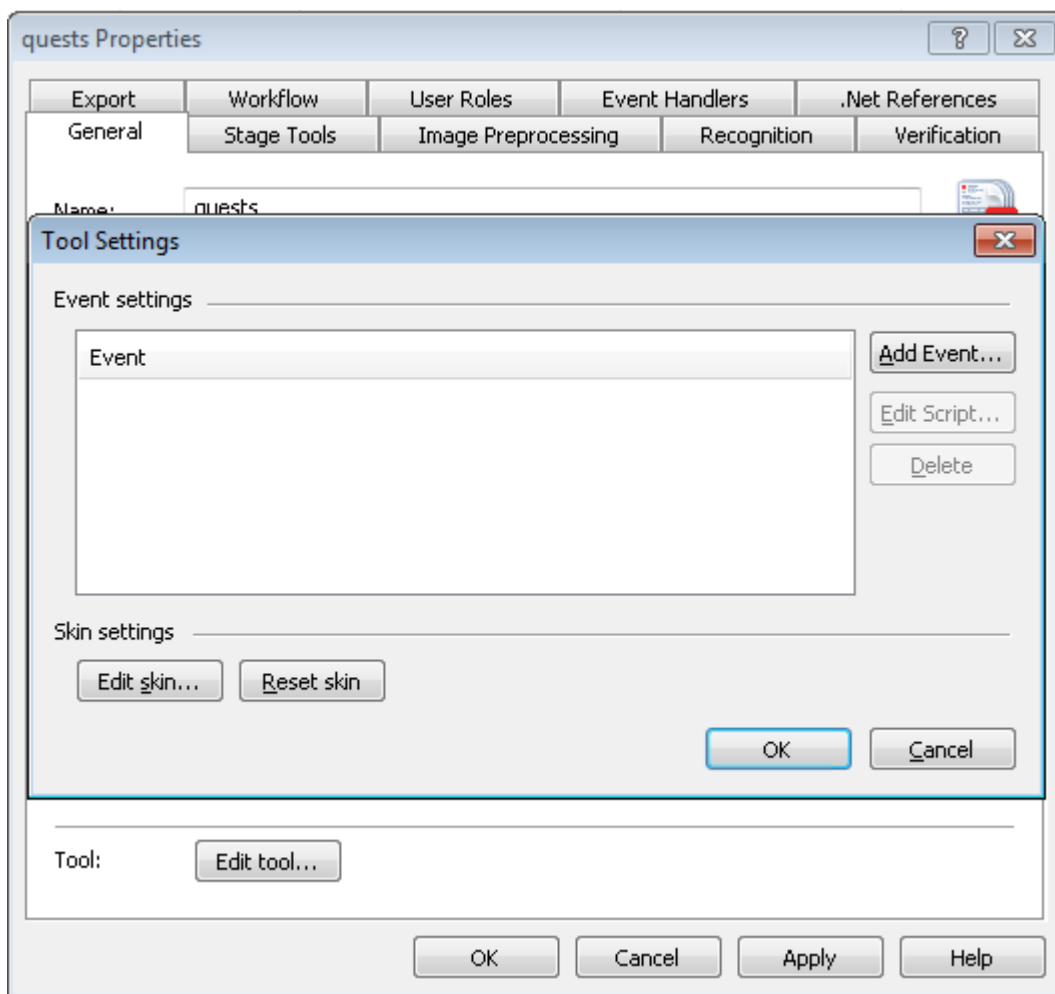 quests Properties
Export Workflow User Roles Event Handlers .Net References
General Stage Tools Image Preprocessing Recognition Verification
Name: quests
Tool Settings
Event settings
Event
Add Event...
Edit Script...
Delete
Skin settings
Edit skin... Reset skin
OK Cancel
Tool: Edit tool...
OK Cancel Apply Help